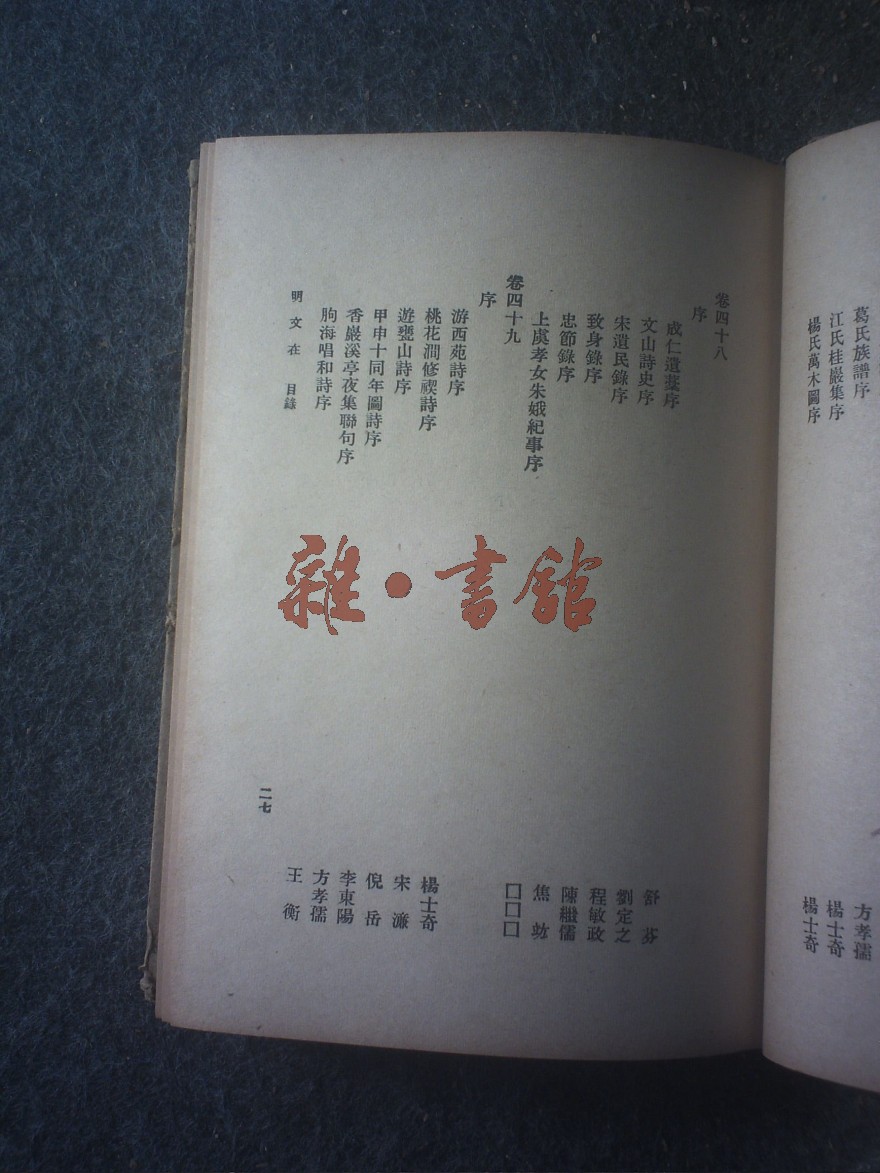 葛氏族譜序　方孝孺
江氏桂巖集序　楊士奇
楊氏萬木圖序　楊士奇
卷四十八
序
成仁遺藁序　舒芬
文山詩史序　劉定之
宋遺民錄序　程敏政
致身錄序　陳繼儒
忠節錄序　焦竑
上虞孝女朱娥紀事序　□□□
卷四十九
序
游西苑詩序　楊士奇
桃花澗修禊詩序　宋濂
遊甕山詩序　倪岳
甲申十同年圖詩序　李東陽
香巖溪亭夜集聯句序　方孝孺
朐海唱和詩序　王衡
明文在　目錄
二七
雜·書館